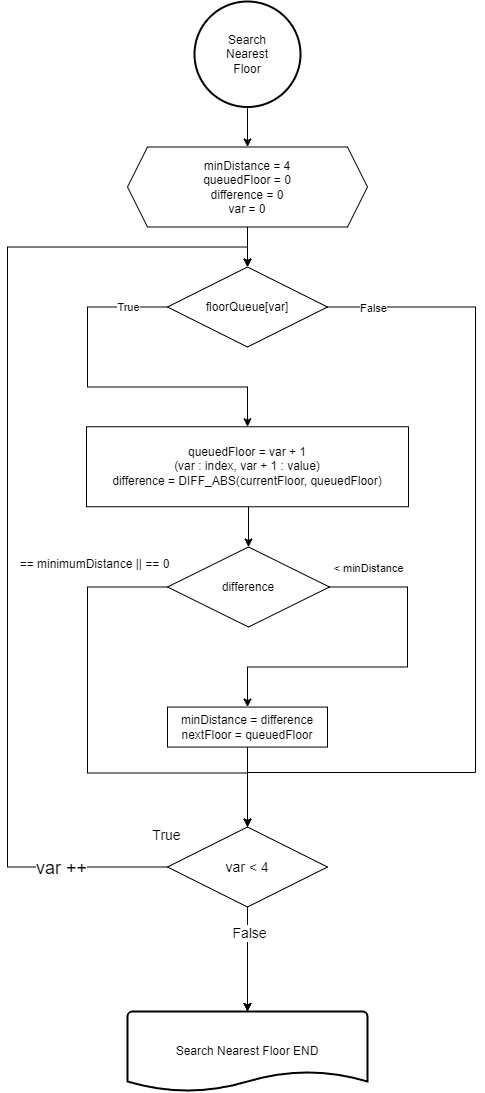 Search
Nearest
Floor
minDistance = 4
queuedFloor = 0
difference = 0
var = 0
floorQueue[var]
True
False
queuedFloor = var + 1
(var : index, var + 1 : value)
difference = DIFF_ABS(currentFloor, queuedFloor)
== minimumDistance || == 0
< minDistance
difference
minDistance = difference
nextFloor = queuedFloor
True
var < 4
var ++
False
Search Nearest Floor END